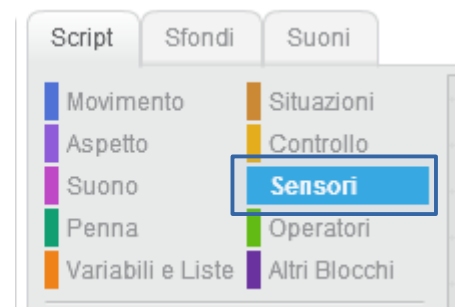 Script Sfondi Suoni
Movimento Situazioni
Aspetto Controllo
Suono Sensori
Penna Operatori
Variabili e Liste Altri Blocchi